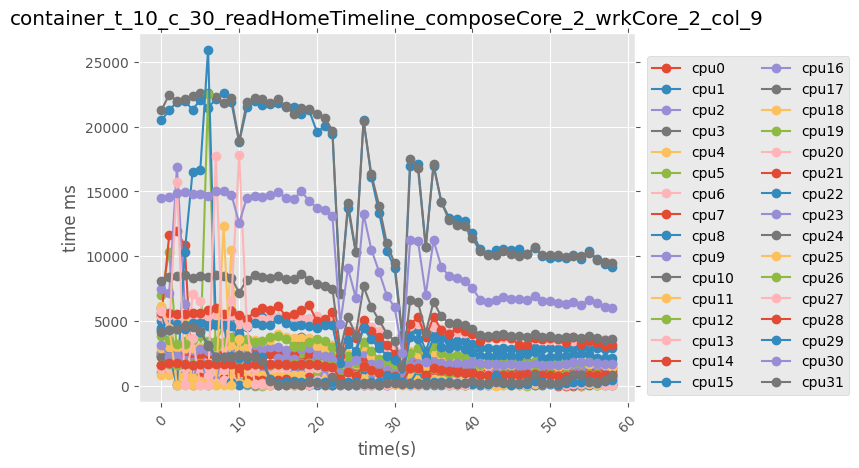 container_t_10_c_30_readHomeTimeline_composeCore_2_wrkCore_2_col_9
time ms
25000
20000
15000
10000
5000
0
0 10 20 30 40 50 60
time(s)
cpu0 cpu16
cpu1 cpu17
cpu2 cpu18
cpu3 cpu19
cpu4 cpu20
cpu5 cpu21
cpu6 cpu22
cpu7 cpu23
cpu8 cpu24
cpu9 cpu25
cpu10 cpu26
cpu11 cpu27
cpu12 cpu28
cpu13 cpu29
cpu14 cpu30
cpu15 cpu31